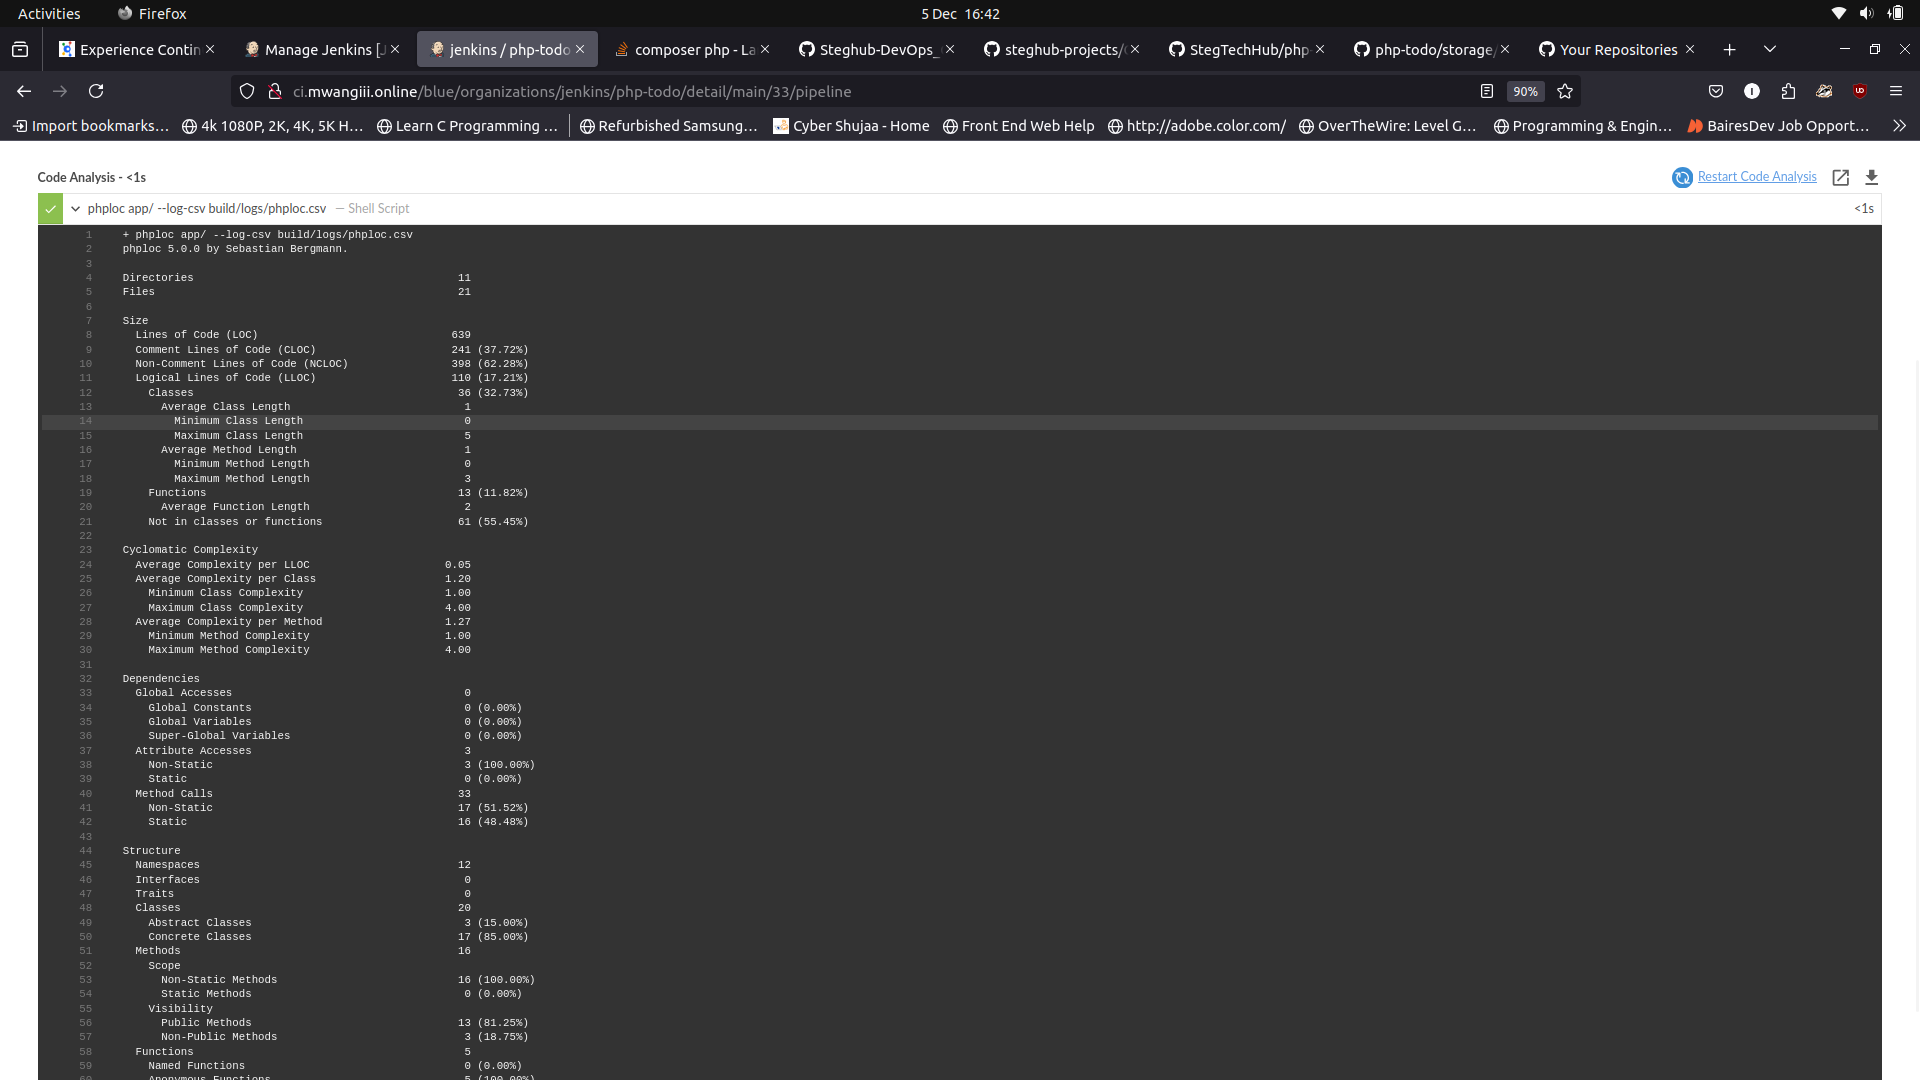 Activities
Firefox
5 Dec 16:42
Experience Contin
Manage Jenkins [J
jenkins / php-todo
composer php - La
Steghub-DevOps_
steghub-projects/
StegTechHub/php-
php-todo/storage/
Your Repositories
ci.mwangiii.online/blue/organizations/jenkins/php-todo/detail/main/33/pipeline
90%
Import bookmarks...
4k 1080P, 2K, 4K, 5K H...
Learn C Programming ...
Refurbished Samsung...
Cyber Shujaa - Home
Front End Web Help
http://adobe.color.com/
OverTheWire: Level G...
Programming & Engin...
BairesDev Job Opport...
Code Analysis - <1s
Restart Code Analysis
phploc app/ --log-csv build/logs/phploc.csv — Shell Script
<1s
1 + phploc app/ --log-csv build/logs/phploc.csv
2 phploc 5.0.0 by Sebastian Bergmann.
3
4 Directories 11
5 Files 21
6
7 Size
8 Lines of Code (LOC) 639
9 Comment Lines of Code (CLOC) 241 (37.72%)
10 Non-Comment Lines of Code (NCLOC) 398 (62.28%)
11 Logical Lines of Code (LLOC) 110 (17.21%)
12 Classes 36 (32.73%)
13 Average Class Length 1
14 Minimum Class Length 0
15 Maximum Class Length 5
16 Average Method Length 1
17 Minimum Method Length 0
18 Maximum Method Length 3
19 Functions 13 (11.82%)
20 Average Function Length 2
21 Not in classes or functions 61 (55.45%)
22
23 Cyclomatic Complexity
24 Average Complexity per LLOC 0.05
25 Average Complexity per Class 1.20
26 Minimum Class Complexity 1.00
27 Maximum Class Complexity 4.00
28 Average Complexity per Method 1.27
29 Minimum Method Complexity 1.00
30 Maximum Method Complexity 4.00
31
32 Dependencies
33 Global Accesses 0
34 Global Constants 0 (0.00%)
35 Global Variables 0 (0.00%)
36 Super-Global Variables 0 (0.00%)
37 Attribute Accesses 3
38 Non-Static 3 (100.00%)
39 Static 0 (0.00%)
40 Method Calls 33
41 Non-Static 17 (51.52%)
42 Static 16 (48.48%)
43
44 Structure
45 Namespaces 12
46 Interfaces 0
47 Traits 0
48 Classes 20
49 Abstract Classes 3 (15.00%)
50 Concrete Classes 17 (85.00%)
51 Methods 16
52 Scope
53 Non-Static Methods 16 (100.00%)
54 Static Methods 0 (0.00%)
55 Visibility
56 Public Methods 13 (81.25%)
57 Non-Public Methods 3 (18.75%)
58 Functions 5
59 Named Functions 0 (0.00%)
60 Anonymous Functions 5 (100.00%)